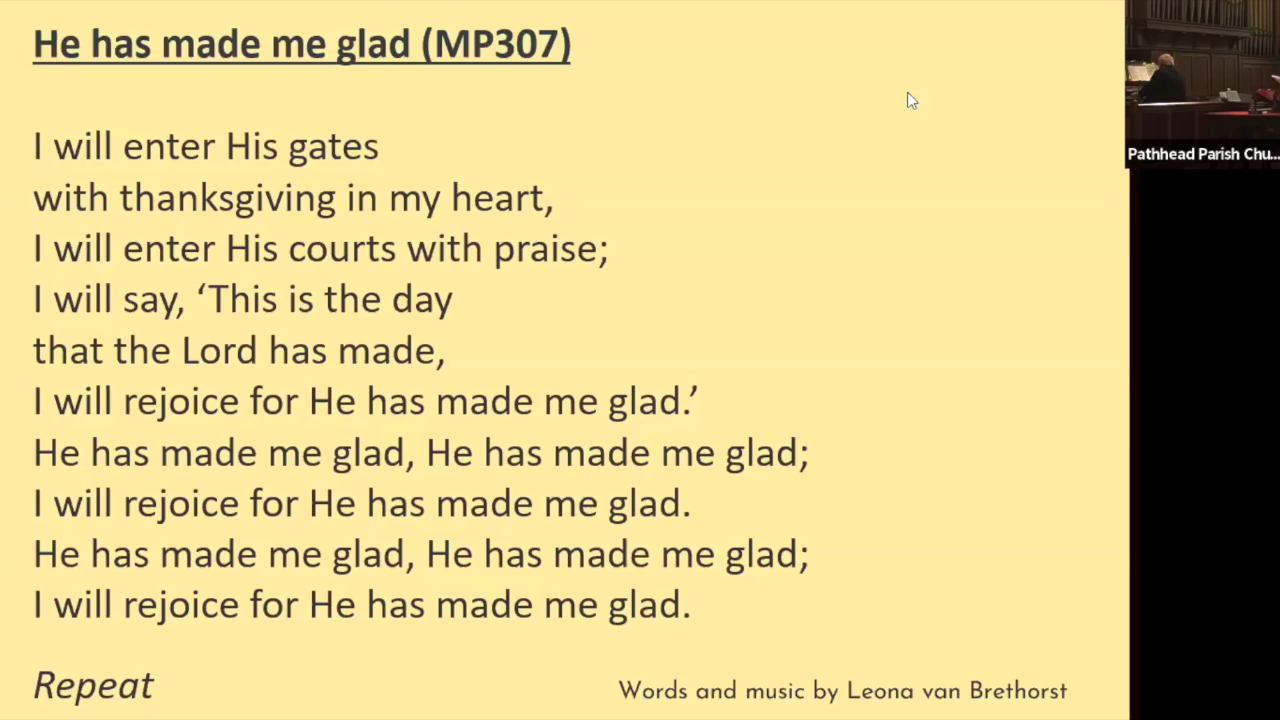 He has made me glad (MP307)
I will enter His gates
with thanksgiving in my heart,
I will enter His courts with praise;
I will say, ‘This is the day
that the Lord has made,
I will rejoice for He has made me glad.’
He has made me glad, He has made me glad;
I will rejoice for He has made me glad.
He has made me glad, He has made me glad;
I will rejoice for He has made me glad.
Repeat
Words and music by Leona van Brethorst
Pathhead Parish Chu...